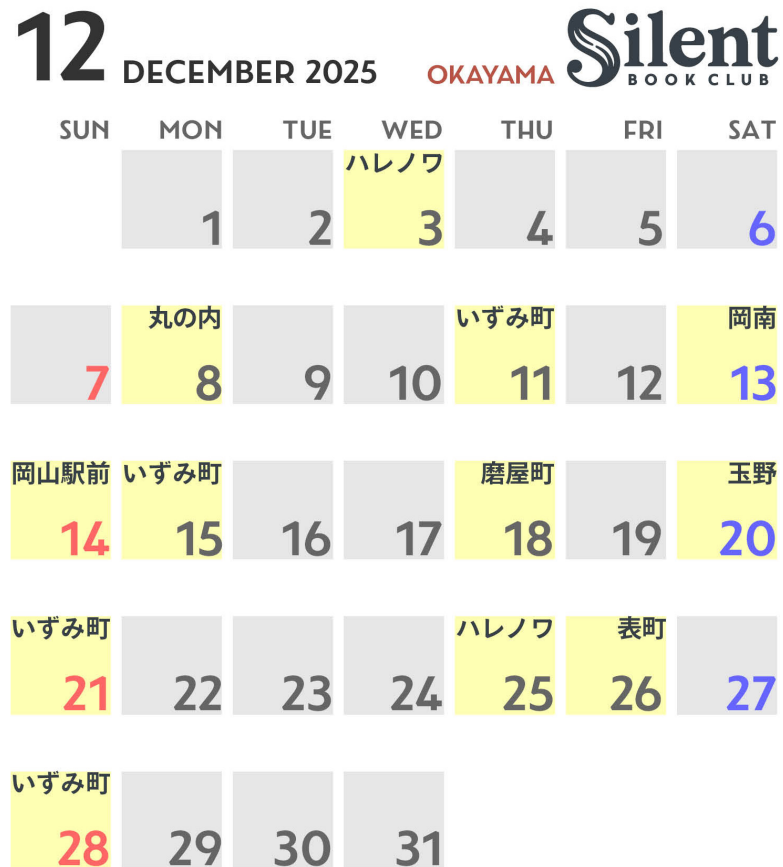 12 DECEMBER 2025 OKAYAMA Silent
BOOK CLUB
SUN MON TUE WED THU FRI SAT
ハレノワ
1 2 3 4 5 6
丸の内 いずみ町 岡南
7 8 9 10 11 12 13
岡山駅前 いずみ町 磨屋町 玉野
14 15 16 17 18 19 20
いずみ町 ハレノワ 表町
21 22 23 24 25 26 27
いずみ町
28 29 30 31